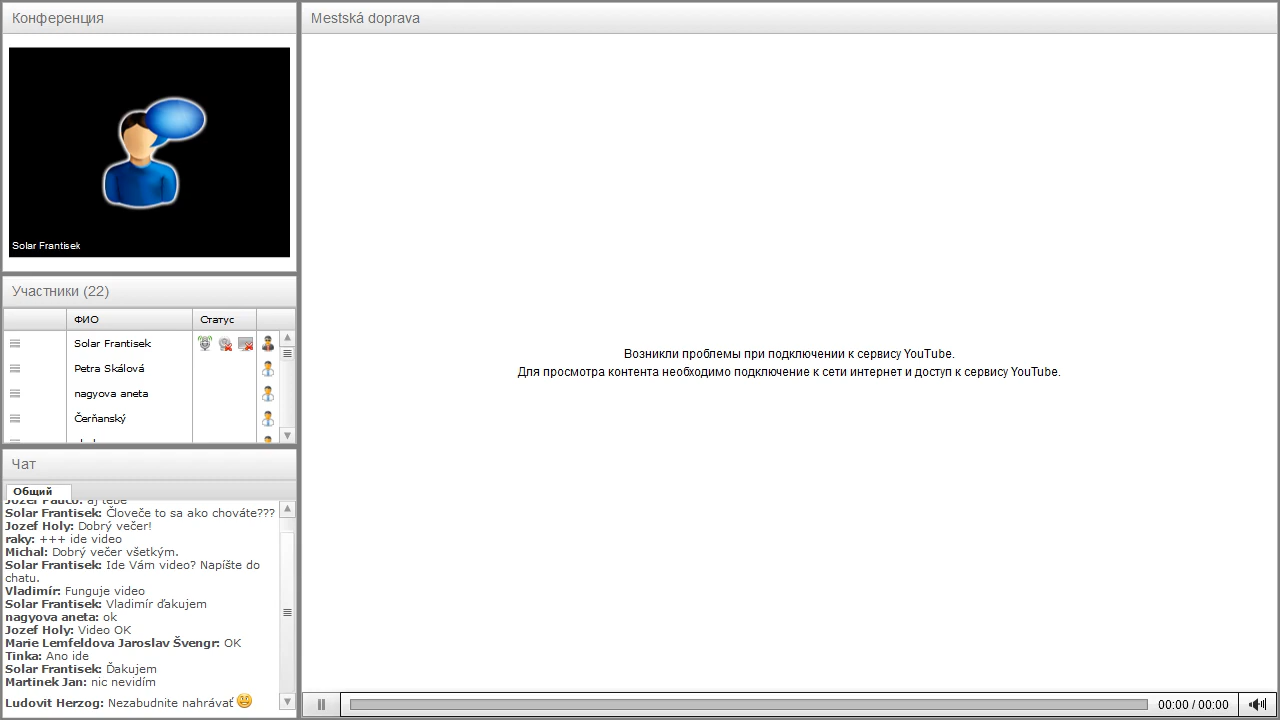 Конференция
Solar Frantisek
Участники (22)
ФИО Статус
Solar Frantisek
Petra Skálová
nagyova aneta
Čerňanský
Чат
Общий
Solar Frantisek: Človeče to sa ako chováte???
Jozef Holy: Dobrý večer!
raky: +++ ide video
Michal: Dobrý večer všetkým.
Solar Frantisek: Ide Vám video? Napíšte do
chatu.
Vladimír: Funguje video
Solar Frantisek: Vladimír ďakujem
nagyova aneta: ok
Jozef Holy: Video OK
Marie Lemfeldova Jaroslav Švengr: OK
Tinka: Ano ide
Solar Frantisek: Ďakujem
Martinek Jan: nic nevidím
Ludovit Herzog: Nezabudnite nahrávať
Mestská doprava
Возникли проблемы при подключении к сервису YouTube.
Для просмотра контента необходимо подключение к сети интернет и доступ к сервису YouTube.
00:00 / 00:00